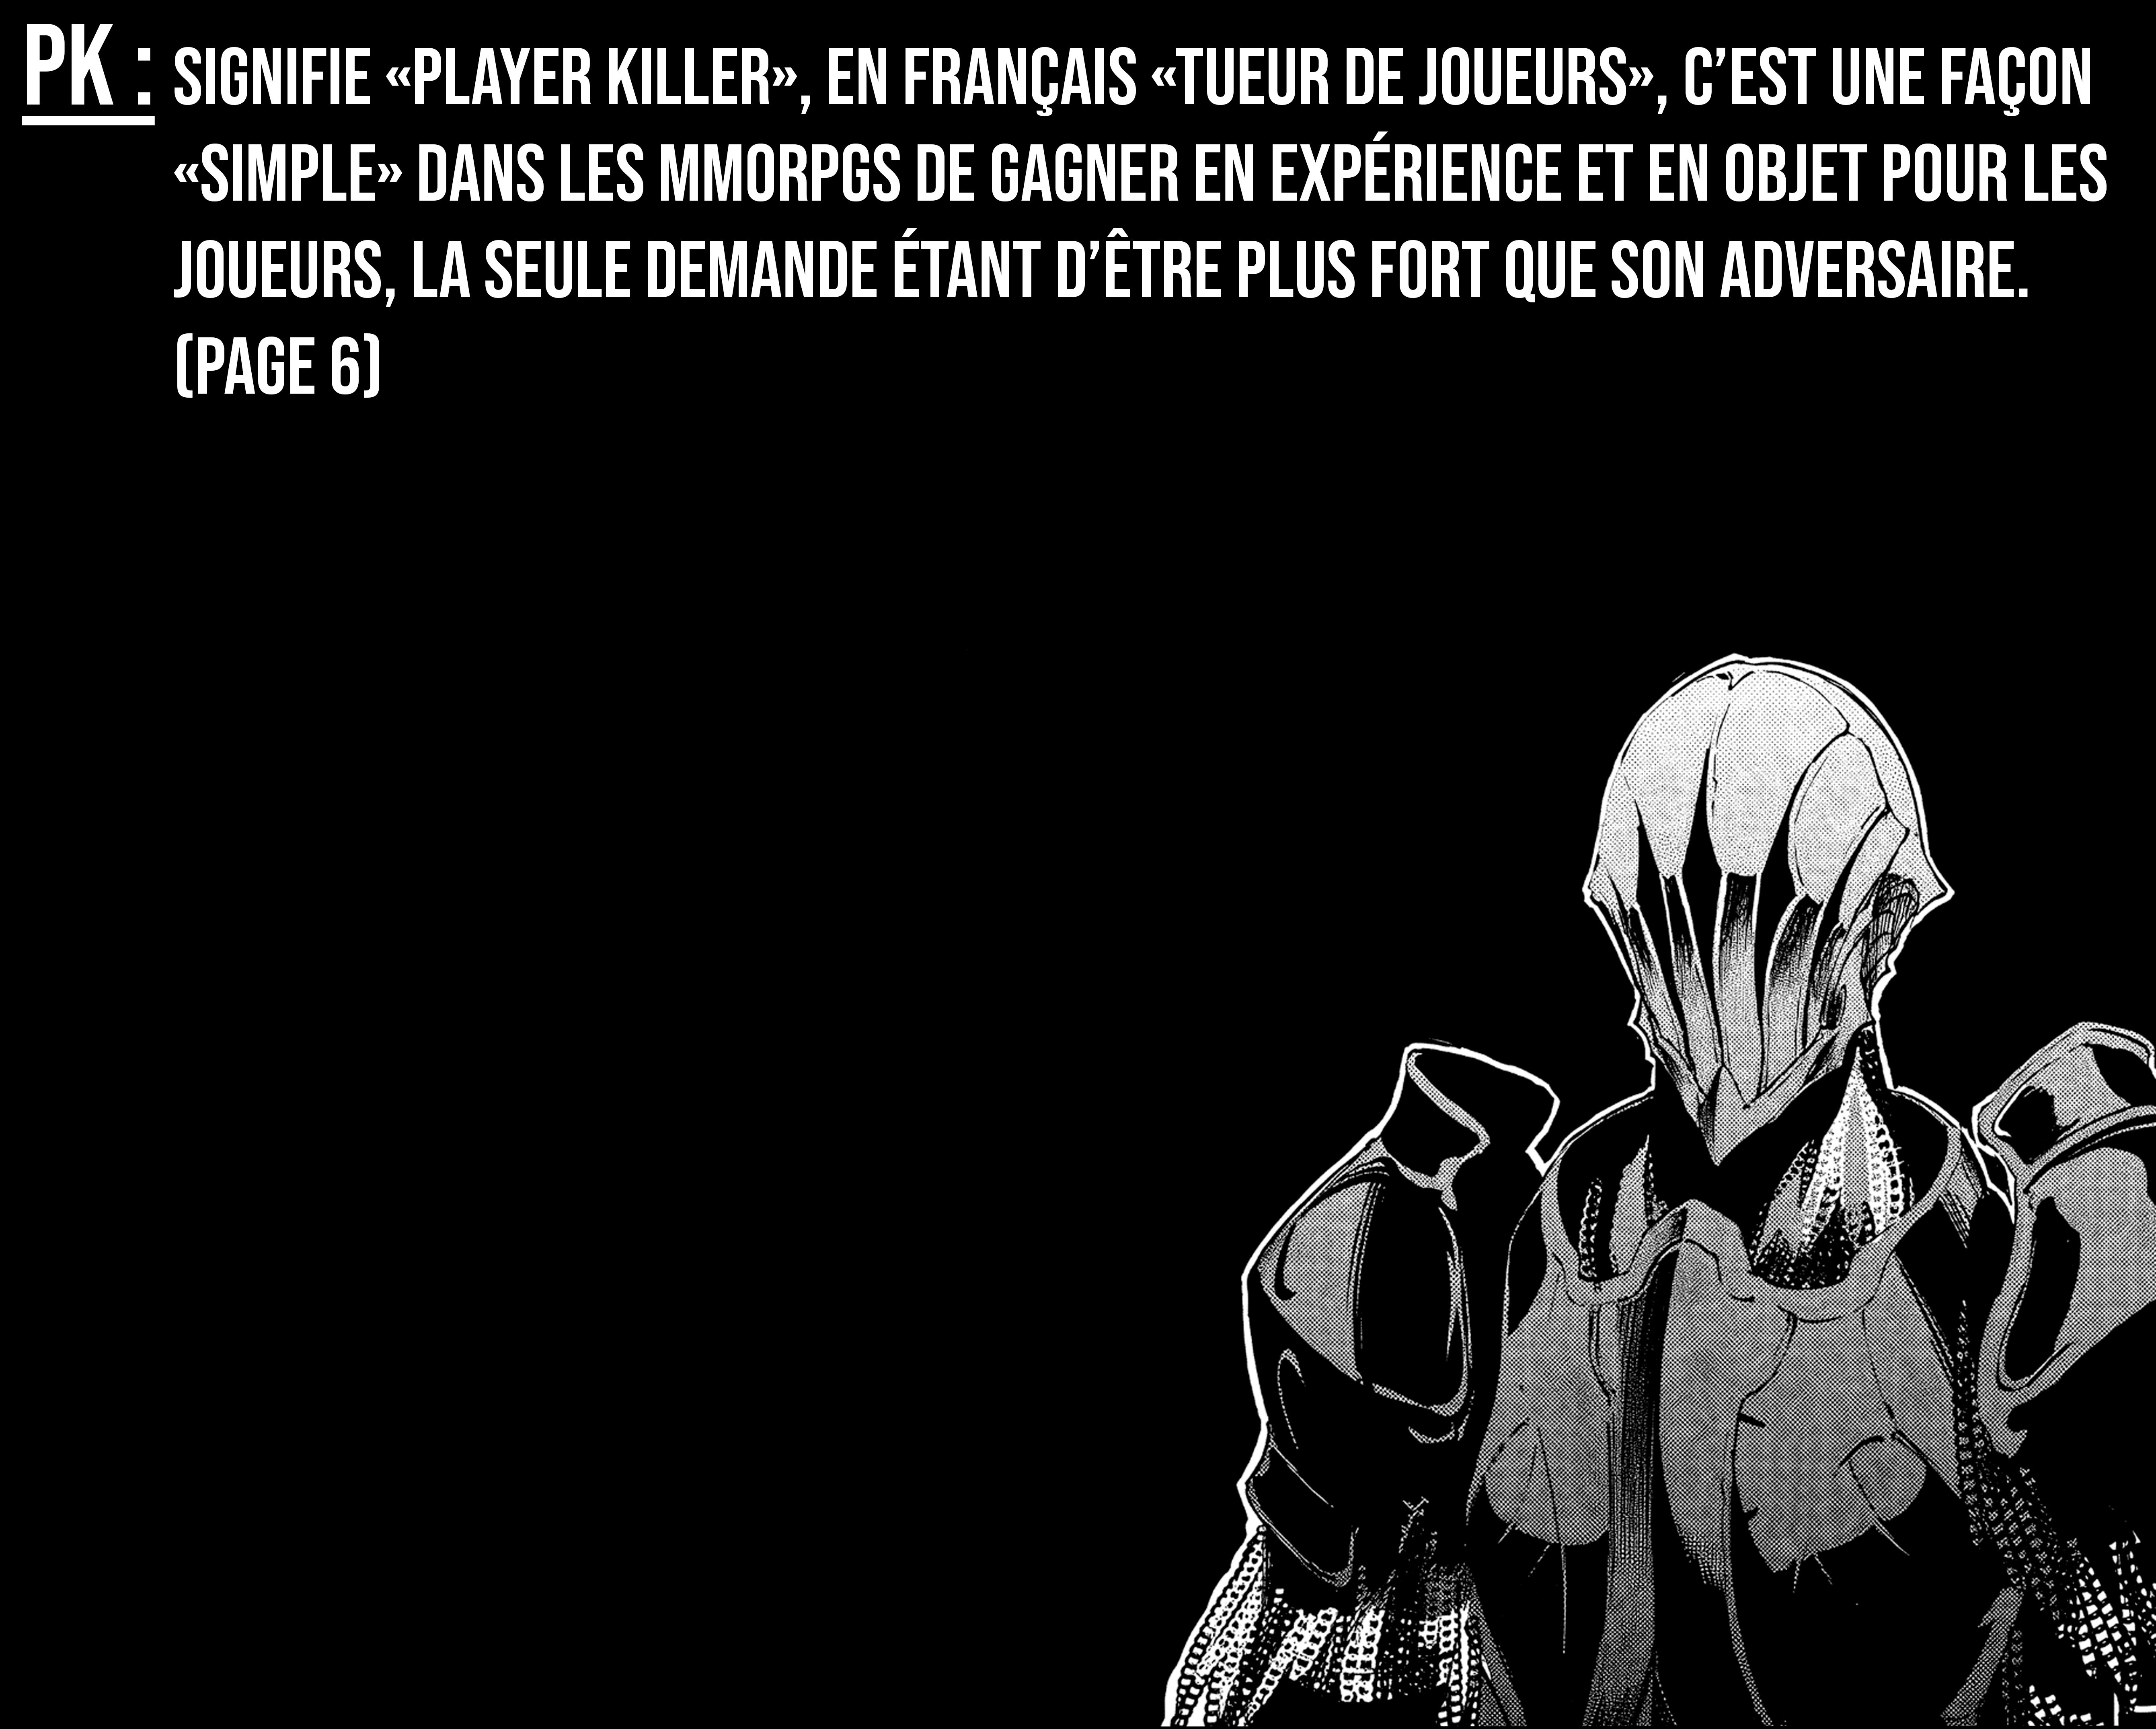 PK : SIGNIFIE «PLAYER KILLER», EN FRANÇAIS «TUEUR DE JOUEURS», C’EST UNE FAÇON
«SIMPLE» DANS LES MMORPGS DE GAGNER EN EXPÉRIENCE ET EN OBJET POUR LES
JOUEURS, LA SEULE DEMANDE ÉTANT D’ÊTRE PLUS FORT QUE SON ADVERSAIRE.
(PAGE 6)